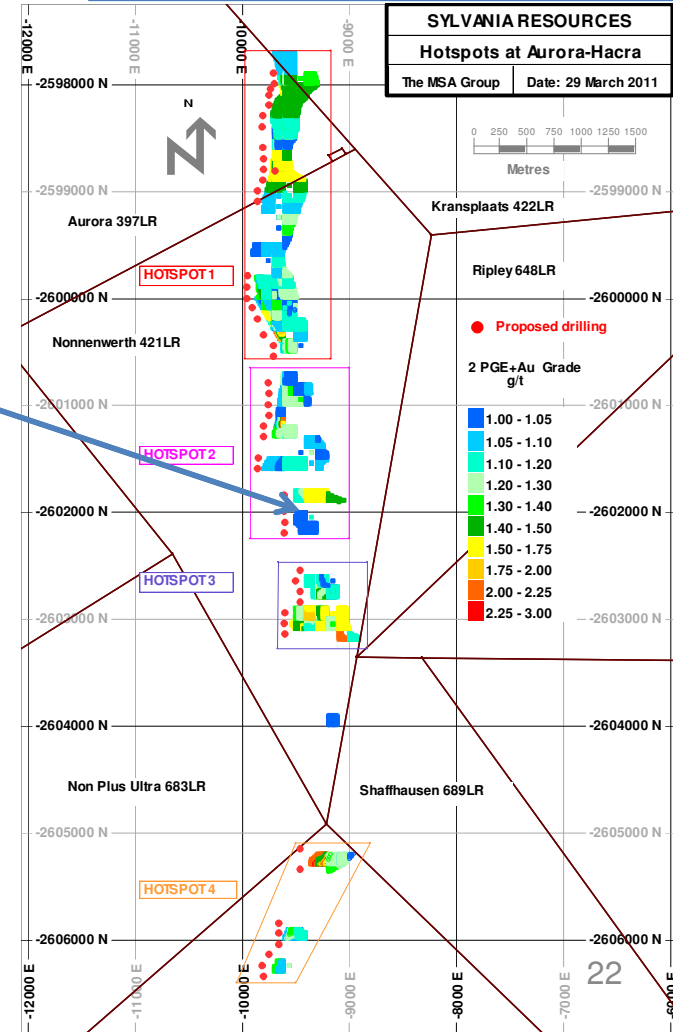 SYLVANIA RESOURCES
Hotspots at Aurora-Hacra
The MSA Group
Date: 29 March 2011
-12000 E
-11000 E
-10000 E
-9000 E
N
0 250 500 750 1000 1250 1500
Metres
-2598000 N
-2598000 N
-2599000 N
-2599000 N
Aurora 397LR
Kransplaats 422LR
HOTSPOT 1
Ripley 648LR
-2600000 N
-2600000 N
Proposed drilling
Nonnenwerth 421LR
2 PGE+Au Grade
g/t
-2601000 N
-2601000 N
1.00 - 1.05
1.05 - 1.10
1.10 - 1.20
1.20 - 1.30
1.30 - 1.40
1.40 - 1.50
1.50 - 1.75
1.75 - 2.00
2.00 - 2.25
2.25 - 3.00
HOTSPOT 2
-2602000 N
-2602000 N
HOTSPOT 3
-2603000 N
-2603000 N
-2604000 N
-2604000 N
Non Plus Ultra 683LR
Shaffhausen 689LR
-2605000 N
-2605000 N
HOTSPOT 4
-2606000 N
-2606000 N
22
-12000 E
-11000 E
-10000 E
-9000 E
-8000 E
-7000 E